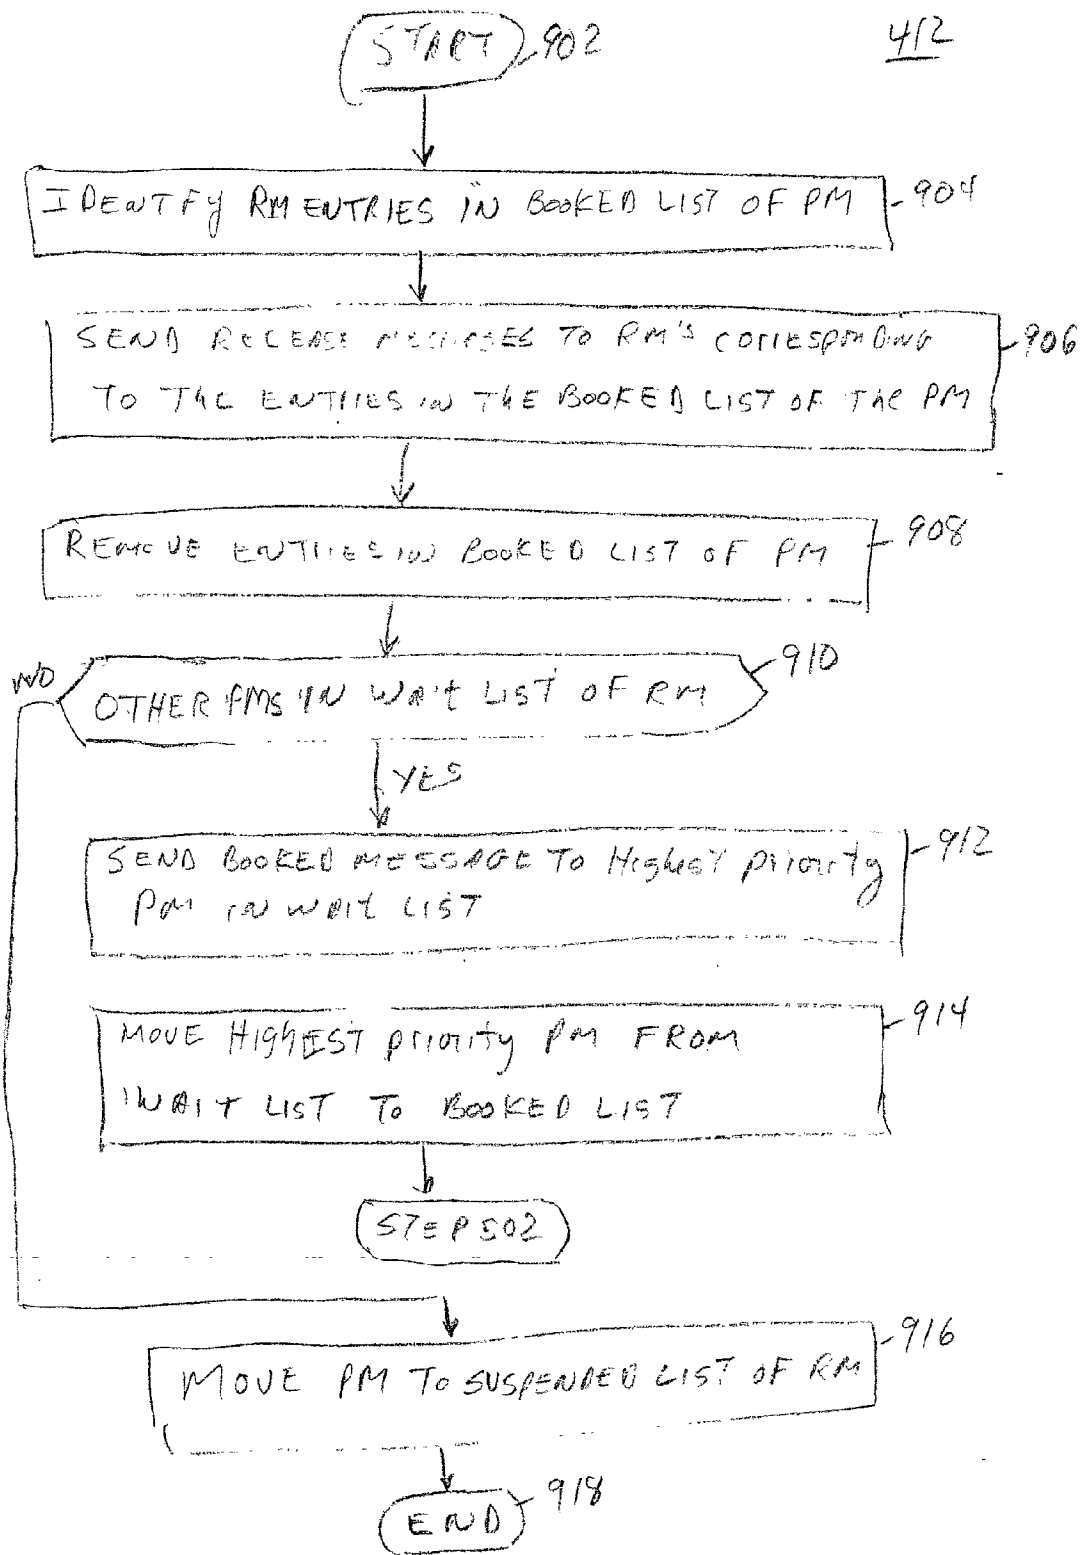 START 902
412
IDENTIFY RM ENTRIES IN BOOKED LIST OF PM 904
SEND RELEASE MESSAGES TO RM'S CORRESPONDING 906
TO THE ENTRIES IN THE BOOKED LIST OF THE PM
REMOVE ENTRIES IN BOOKED LIST OF PM 908
910
NO
OTHER PMS IN WAIT LIST OF RM
YES
SEND BOOKED MESSAGE TO HIGHEST PRIORITY 912
PM IN WAIT LIST
MOVE HIGHEST PRIORITY PM FROM 914
WAIT LIST TO BOOKED LIST
STEP 502
916
MOVE PM TO SUSPENDED LIST OF RM
END 918